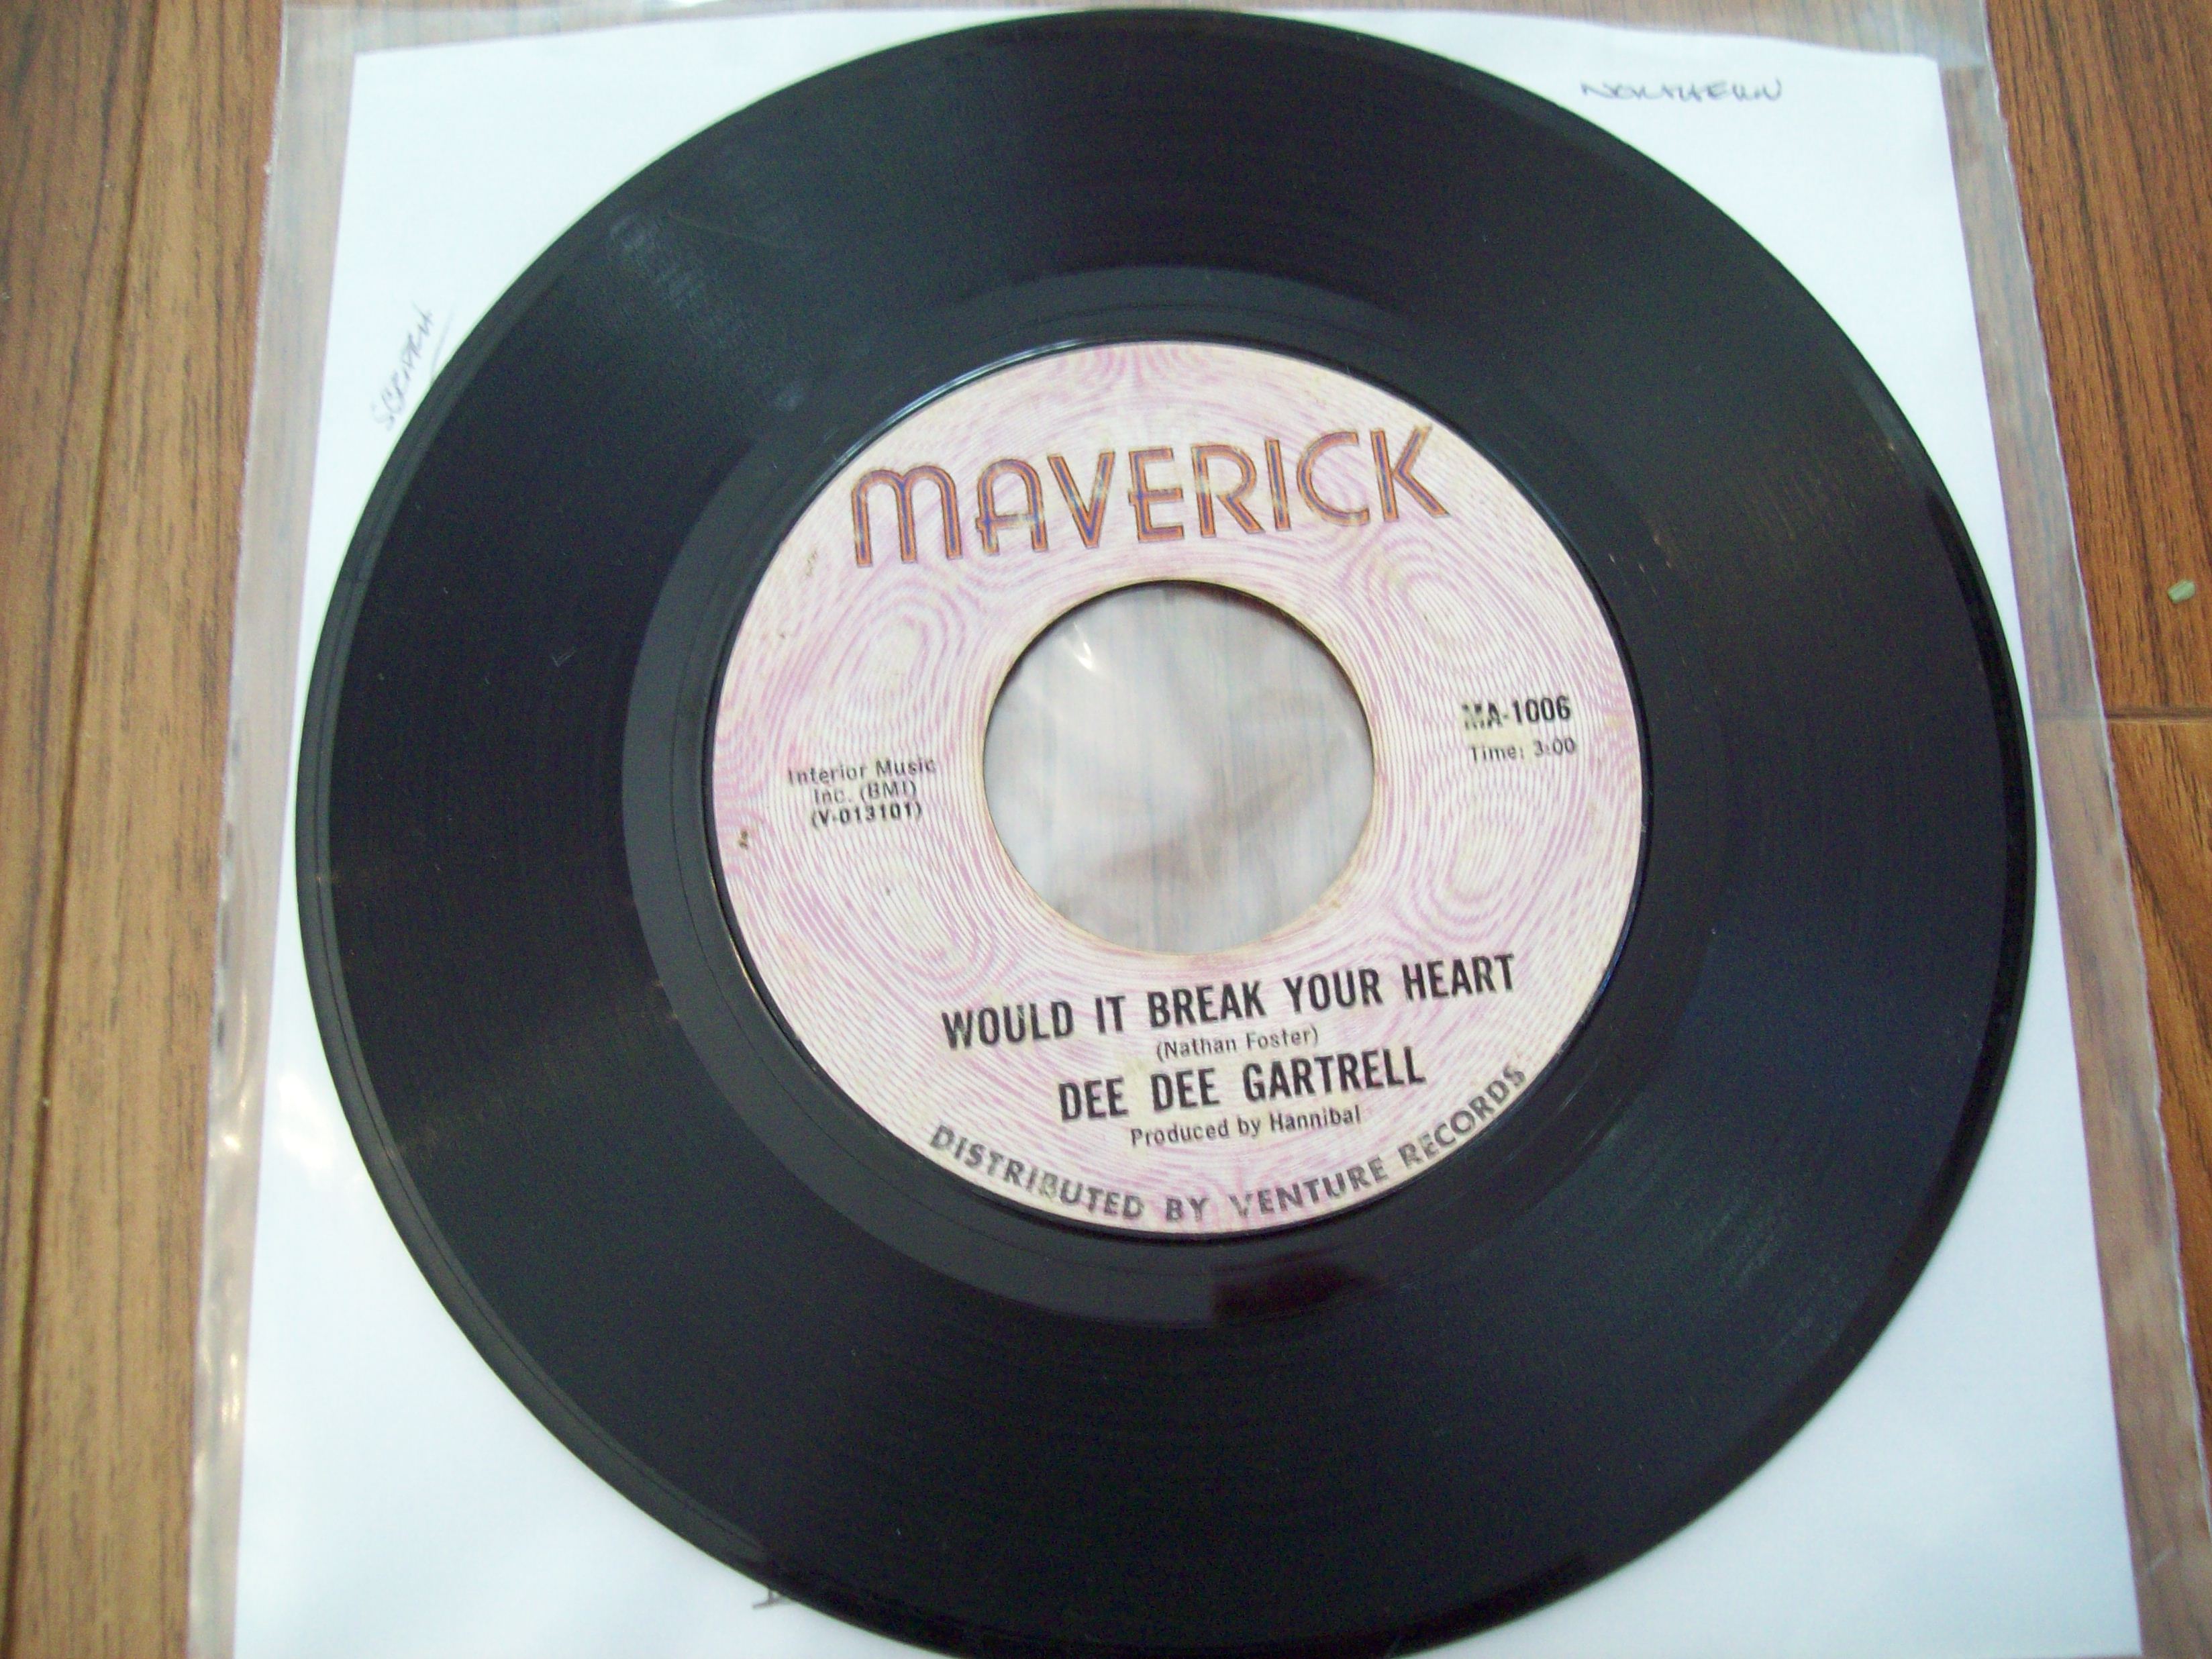 NORTHERN
MAVERICK
MA-1006
Time: 3:00
Interior Music
Inc. (BMI)
(V-013101)
WOULD IT BREAK YOUR HEART
(Nathan Foster)
DEE DEE GARTRELL
Produced by Hannibal
DISTRIBUTED BY VENTURE RECORDS